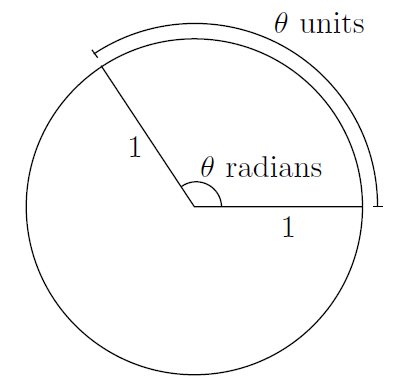 θ units
1
θ radians
1